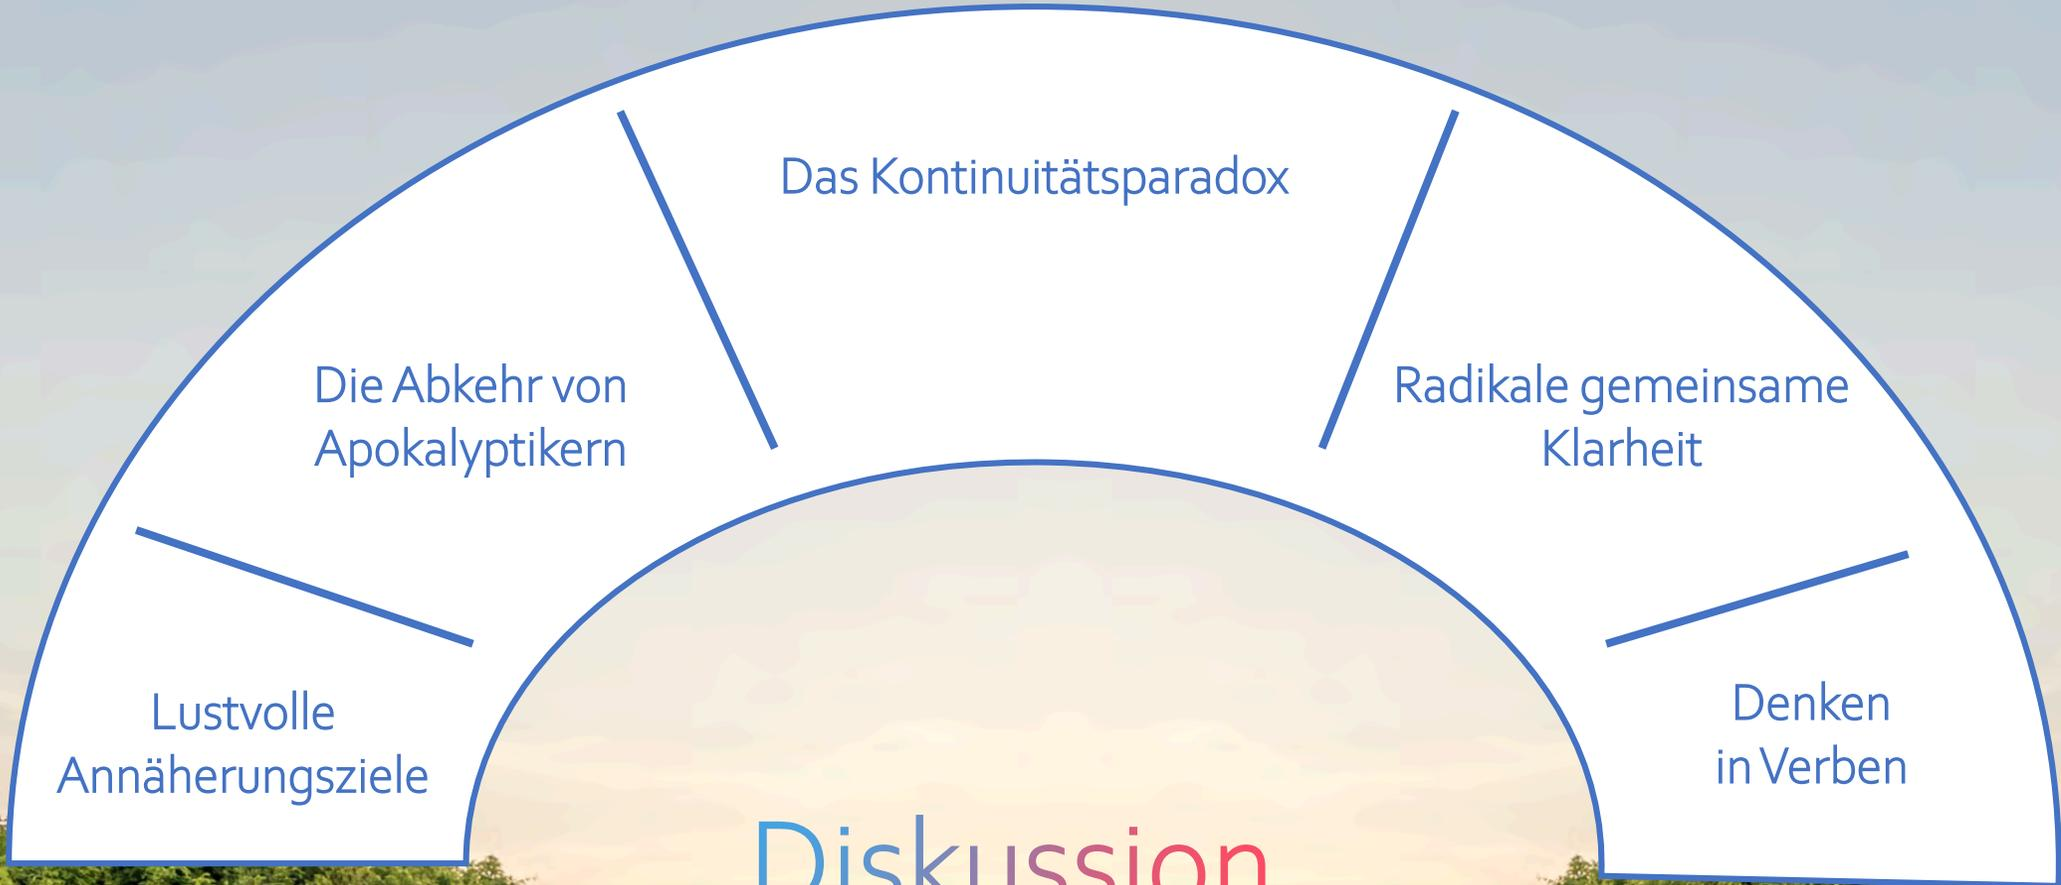 Das Kontinuitätsparadox
Die Abkehr von
Apokalyptikern
Radikale gemeinsame
Klarheit
Lustvolle
Annäherungsziele
Denken
in Verben
Diskussion